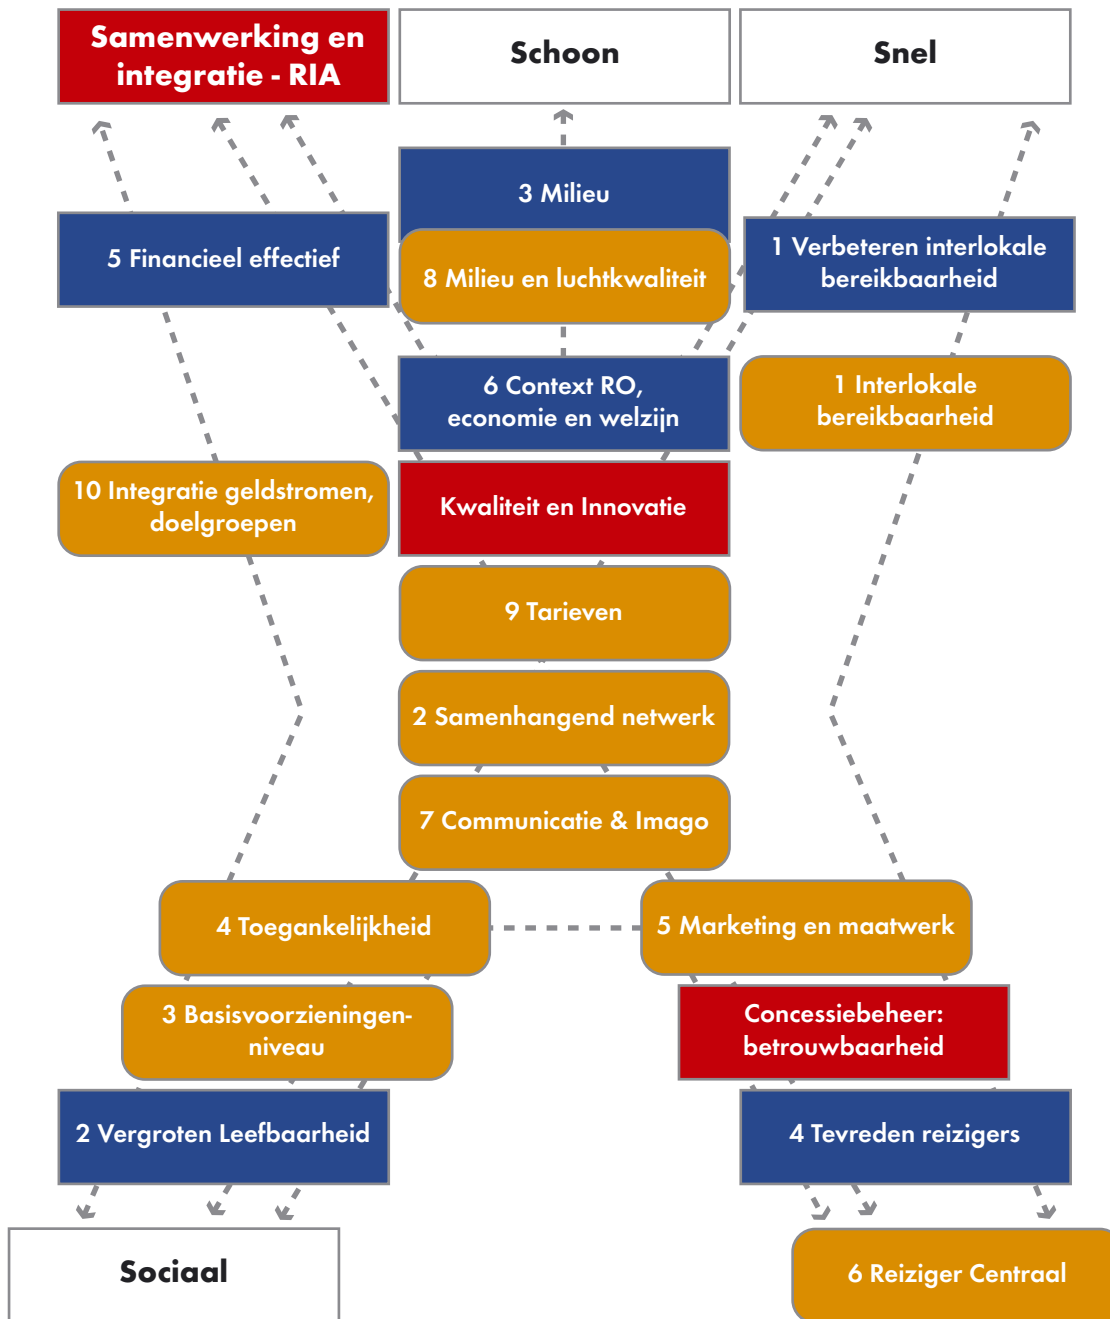 Samenwerking en
integratie - RIA
Schoon
Snel
3 Milieu
5 Financieel effectief
8 Milieu en luchtkwaliteit
1 Verbeteren interlokale
bereikbaarheid
6 Context RO,
economie en welzijn
1 Interlokale
bereikbaarheid
10 Integratie geldstromen,
doelgroepen
Kwaliteit en Innovatie
9 Tarieven
2 Samenhangend netwerk
7 Communicatie & Imago
4 Toegankelijkheid
5 Marketing en maatwerk
3 Basisvoorzieningen-
niveau
Concessiebeheer:
betrouwbaarheid
2 Vergroten Leefbaarheid
4 Tevreden reizigers
Sociaal
6 Reiziger Centraal